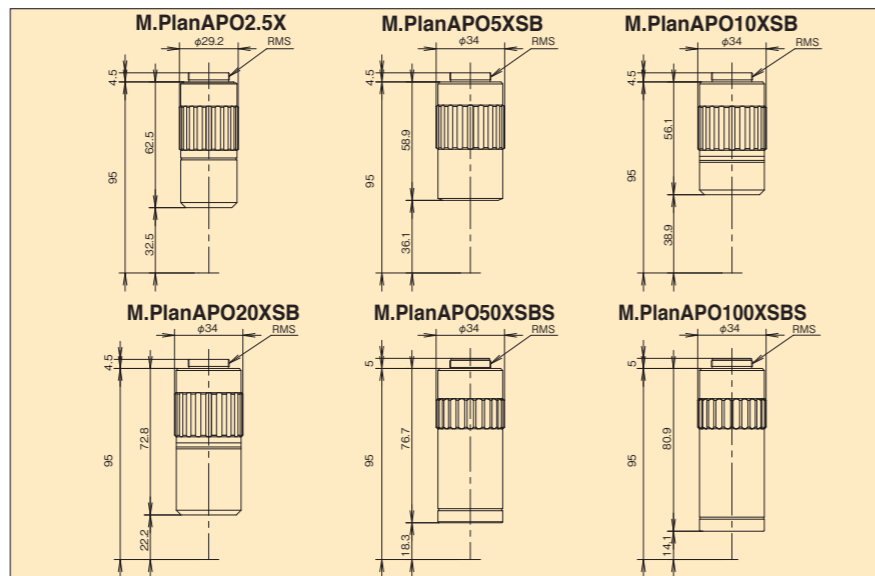 M.PlanAPO2.5X
φ29.2
RMS
4.5
62.5
95
32.5
M.PlanAPO5XSB
φ34
RMS
4.5
58.9
95
36.1
M.PlanAPO10XSB
φ34
RMS
4.5
56.1
95
38.9
M.PlanAPO20XSB
φ34
RMS
4.5
72.8
95
22.2
M.PlanAPO50XSBS
φ34
RMS
5
76.7
95
18.3
M.PlanAPO100XSBS
φ34
RMS
5
80.9
95
14.1